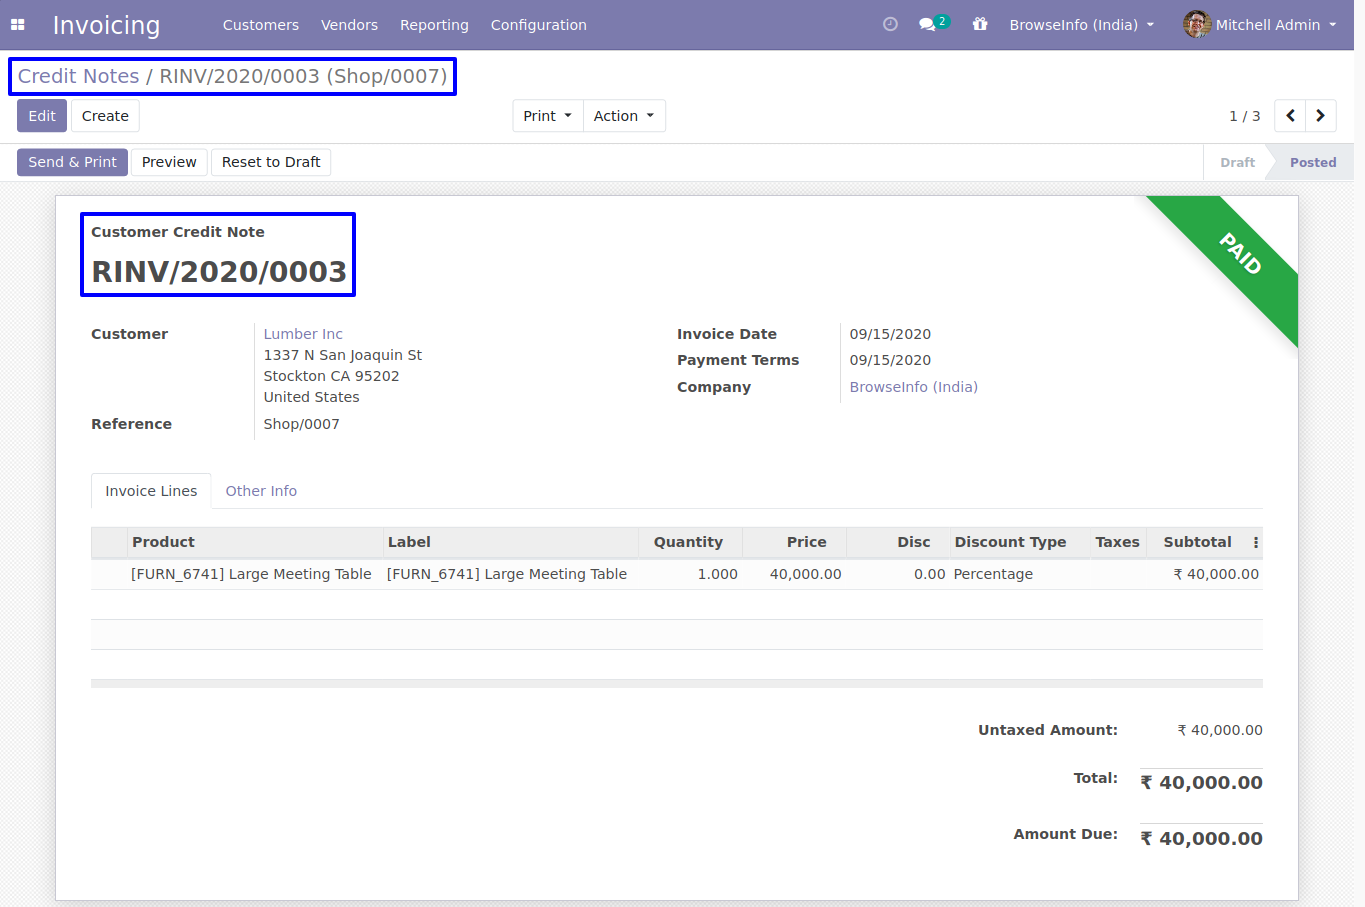 Invoicing Customers Vendors Reporting Configuration 2 BrowseInfo (India) Mitchell Admin
Credit Notes / RINV/2020/0003 (Shop/0007)
Edit Create Print Action 1 / 3
Send & Print Preview Reset to Draft Draft Posted
PAID
Customer Credit Note
RINV/2020/0003
Customer Lumber Inc Invoice Date 09/15/2020
1337 N San Joaquin St Payment Terms 09/15/2020
Stockton CA 95202 Company BrowseInfo (India)
United States
Reference Shop/0007
Invoice Lines Other Info
Product Label Quantity Price Disc Discount Type Taxes Subtotal
[FURN_6741] Large Meeting Table [FURN_6741] Large Meeting Table 1.000 40,000.00 0.00 Percentage ₹ 40,000.00
Untaxed Amount: ₹ 40,000.00
Total: ₹ 40,000.00
Amount Due: ₹ 40,000.00